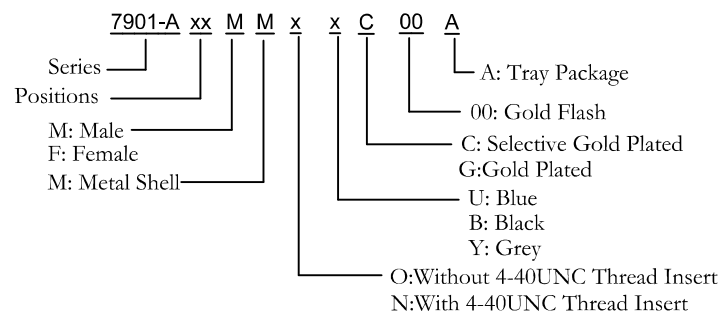 7901-A xx M M x x C 00 A
Series
A: Tray Package
Positions
00: Gold Flash
M: Male
F: Female
C: Selective Gold Plated
G:Gold Plated
M: Metal Shell
U: Blue
B: Black
Y: Grey
O:Without 4-40UNC Thread Insert
N:With 4-40UNC Thread Insert